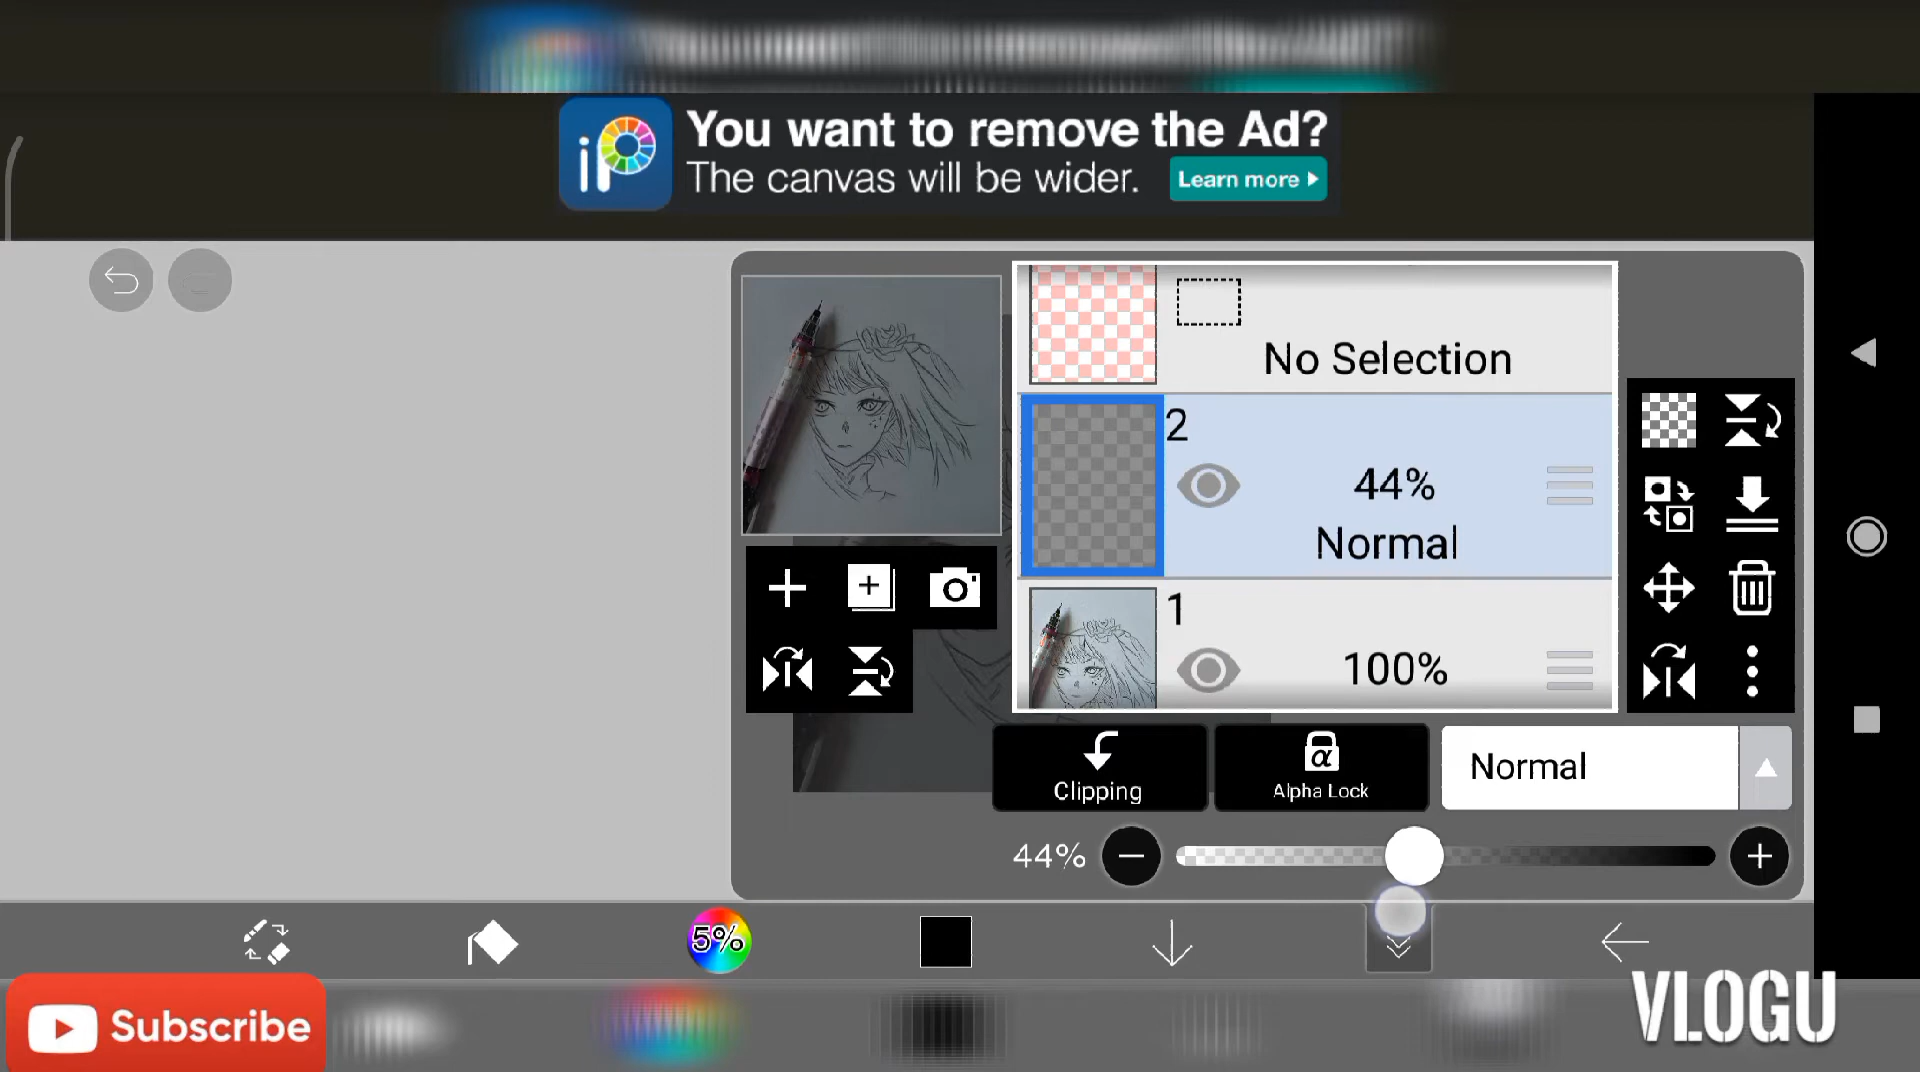 iP
You want to remove the Ad?
The canvas will be wider.
Learn more
No Selection
2
44%
Normal
1
100%
Clipping
α
Alpha Lock
Normal
44%
5%
Subscribe
VLOGU